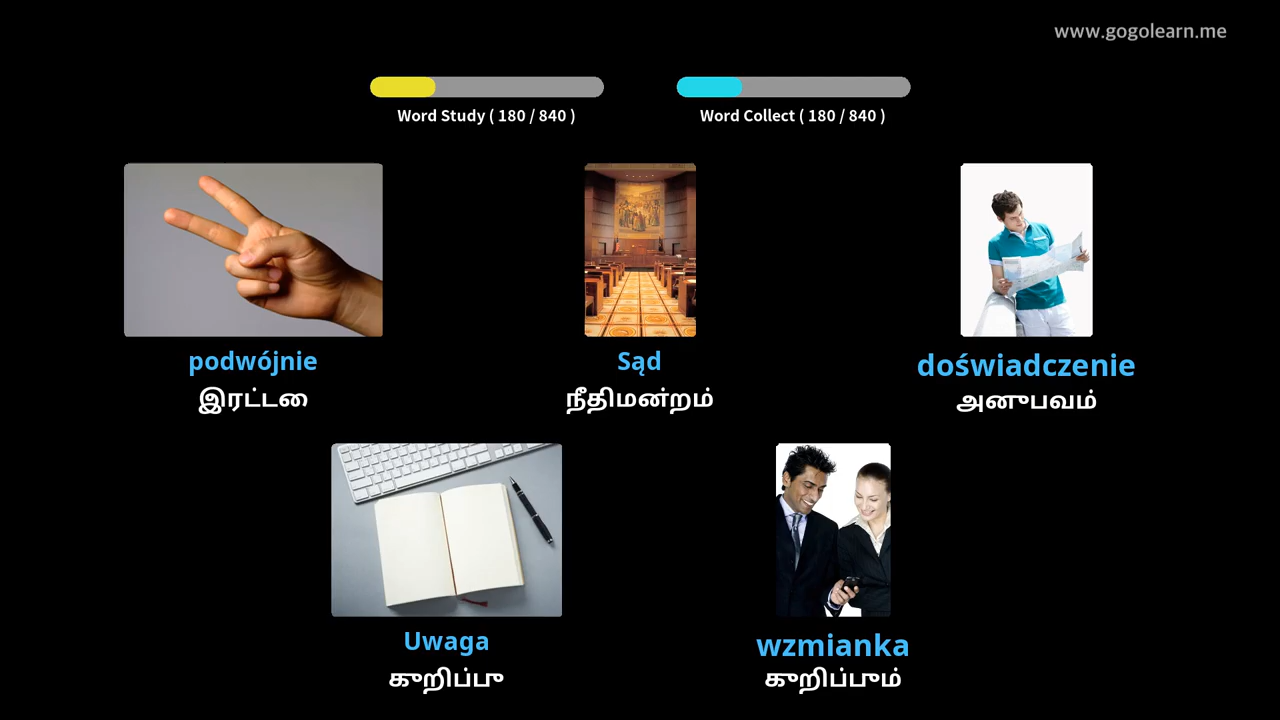 www.gogolearn.me
Word Study ( 180 / 840 )
Word Collect ( 180 / 840 )
podwójnie
இரட்டை
Sąd
நீதிமன்றம்
doświadczenie
அனுபவம்
Uwaga
குறிப்பு
wzmianka
குறிப்பும்